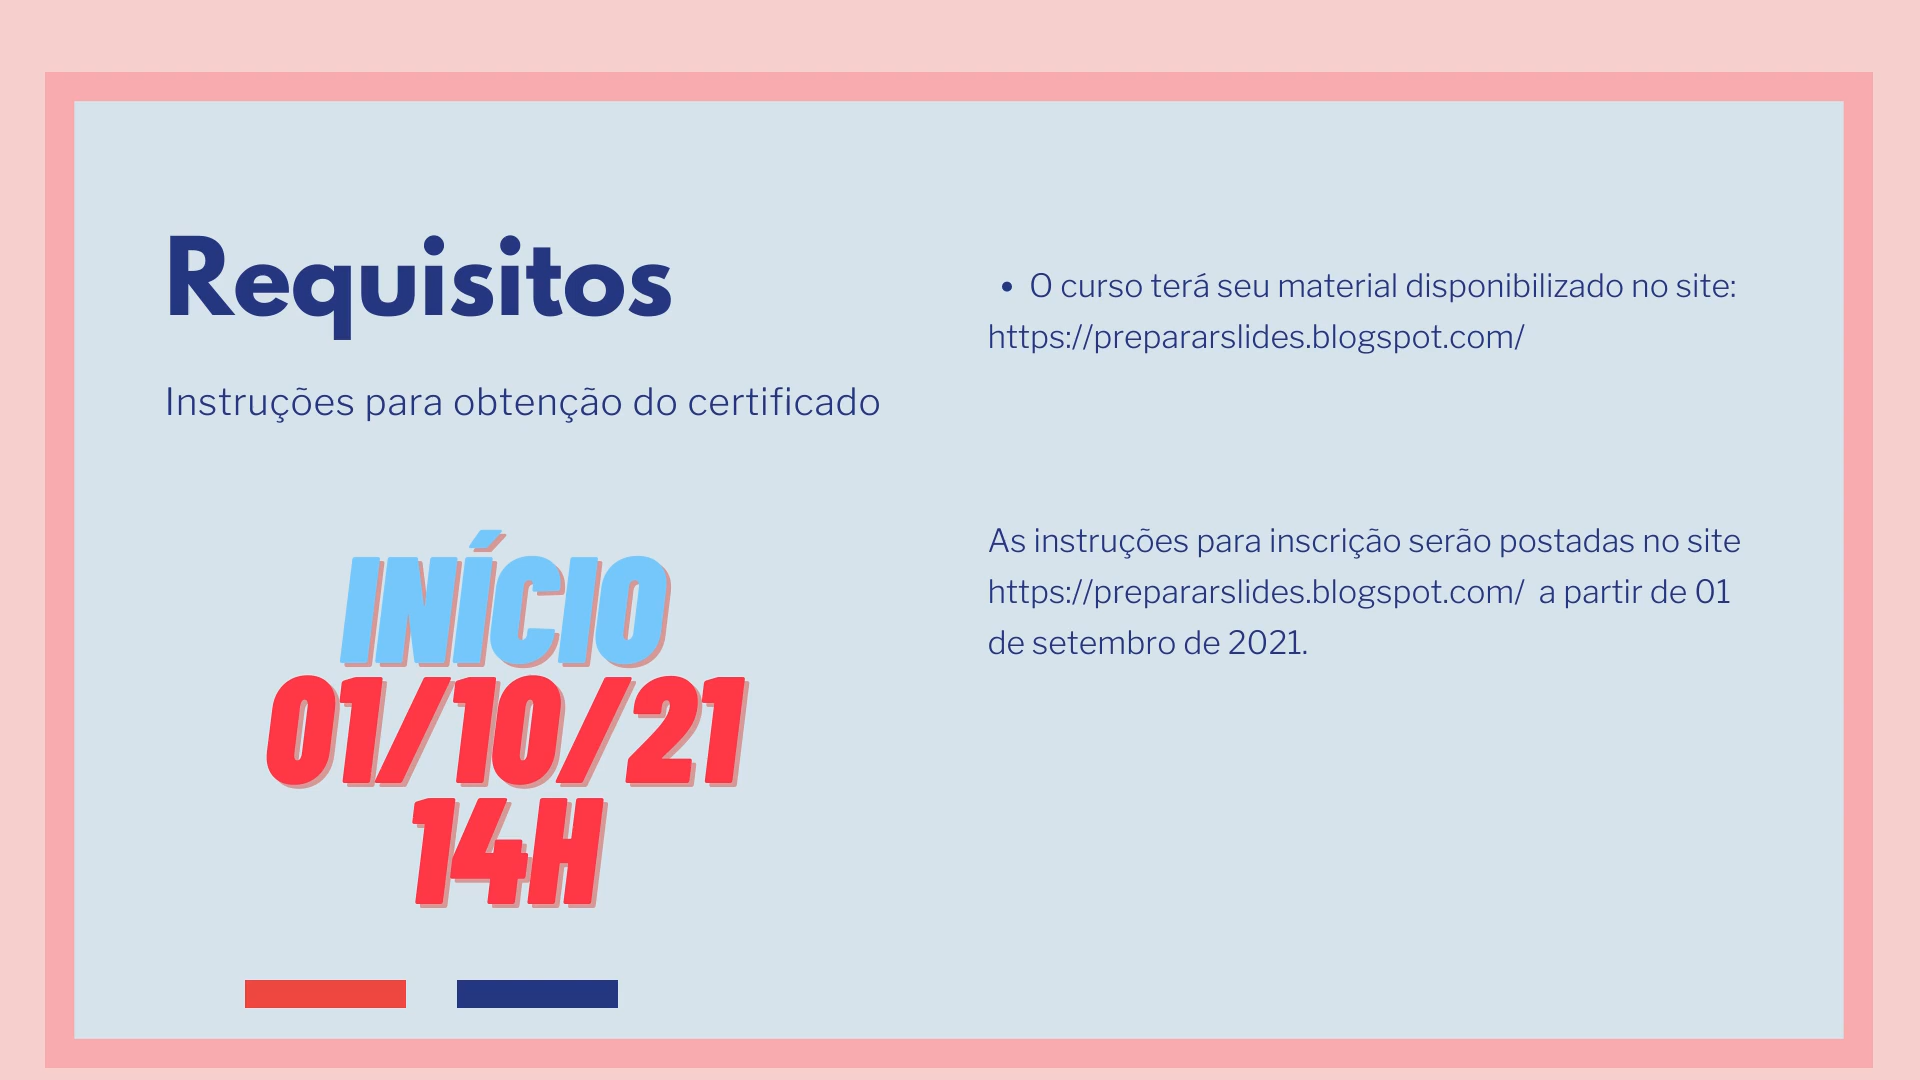 Requisitos
Instruções para obtenção do certificado
INÍCIO
01/10/21
14H
• O curso terá seu material disponibilizado no site:
https://prepararslides.blogspot.com/
As instruções para inscrição serão postadas no site
https://prepararslides.blogspot.com/ a partir de 01
de setembro de 2021.